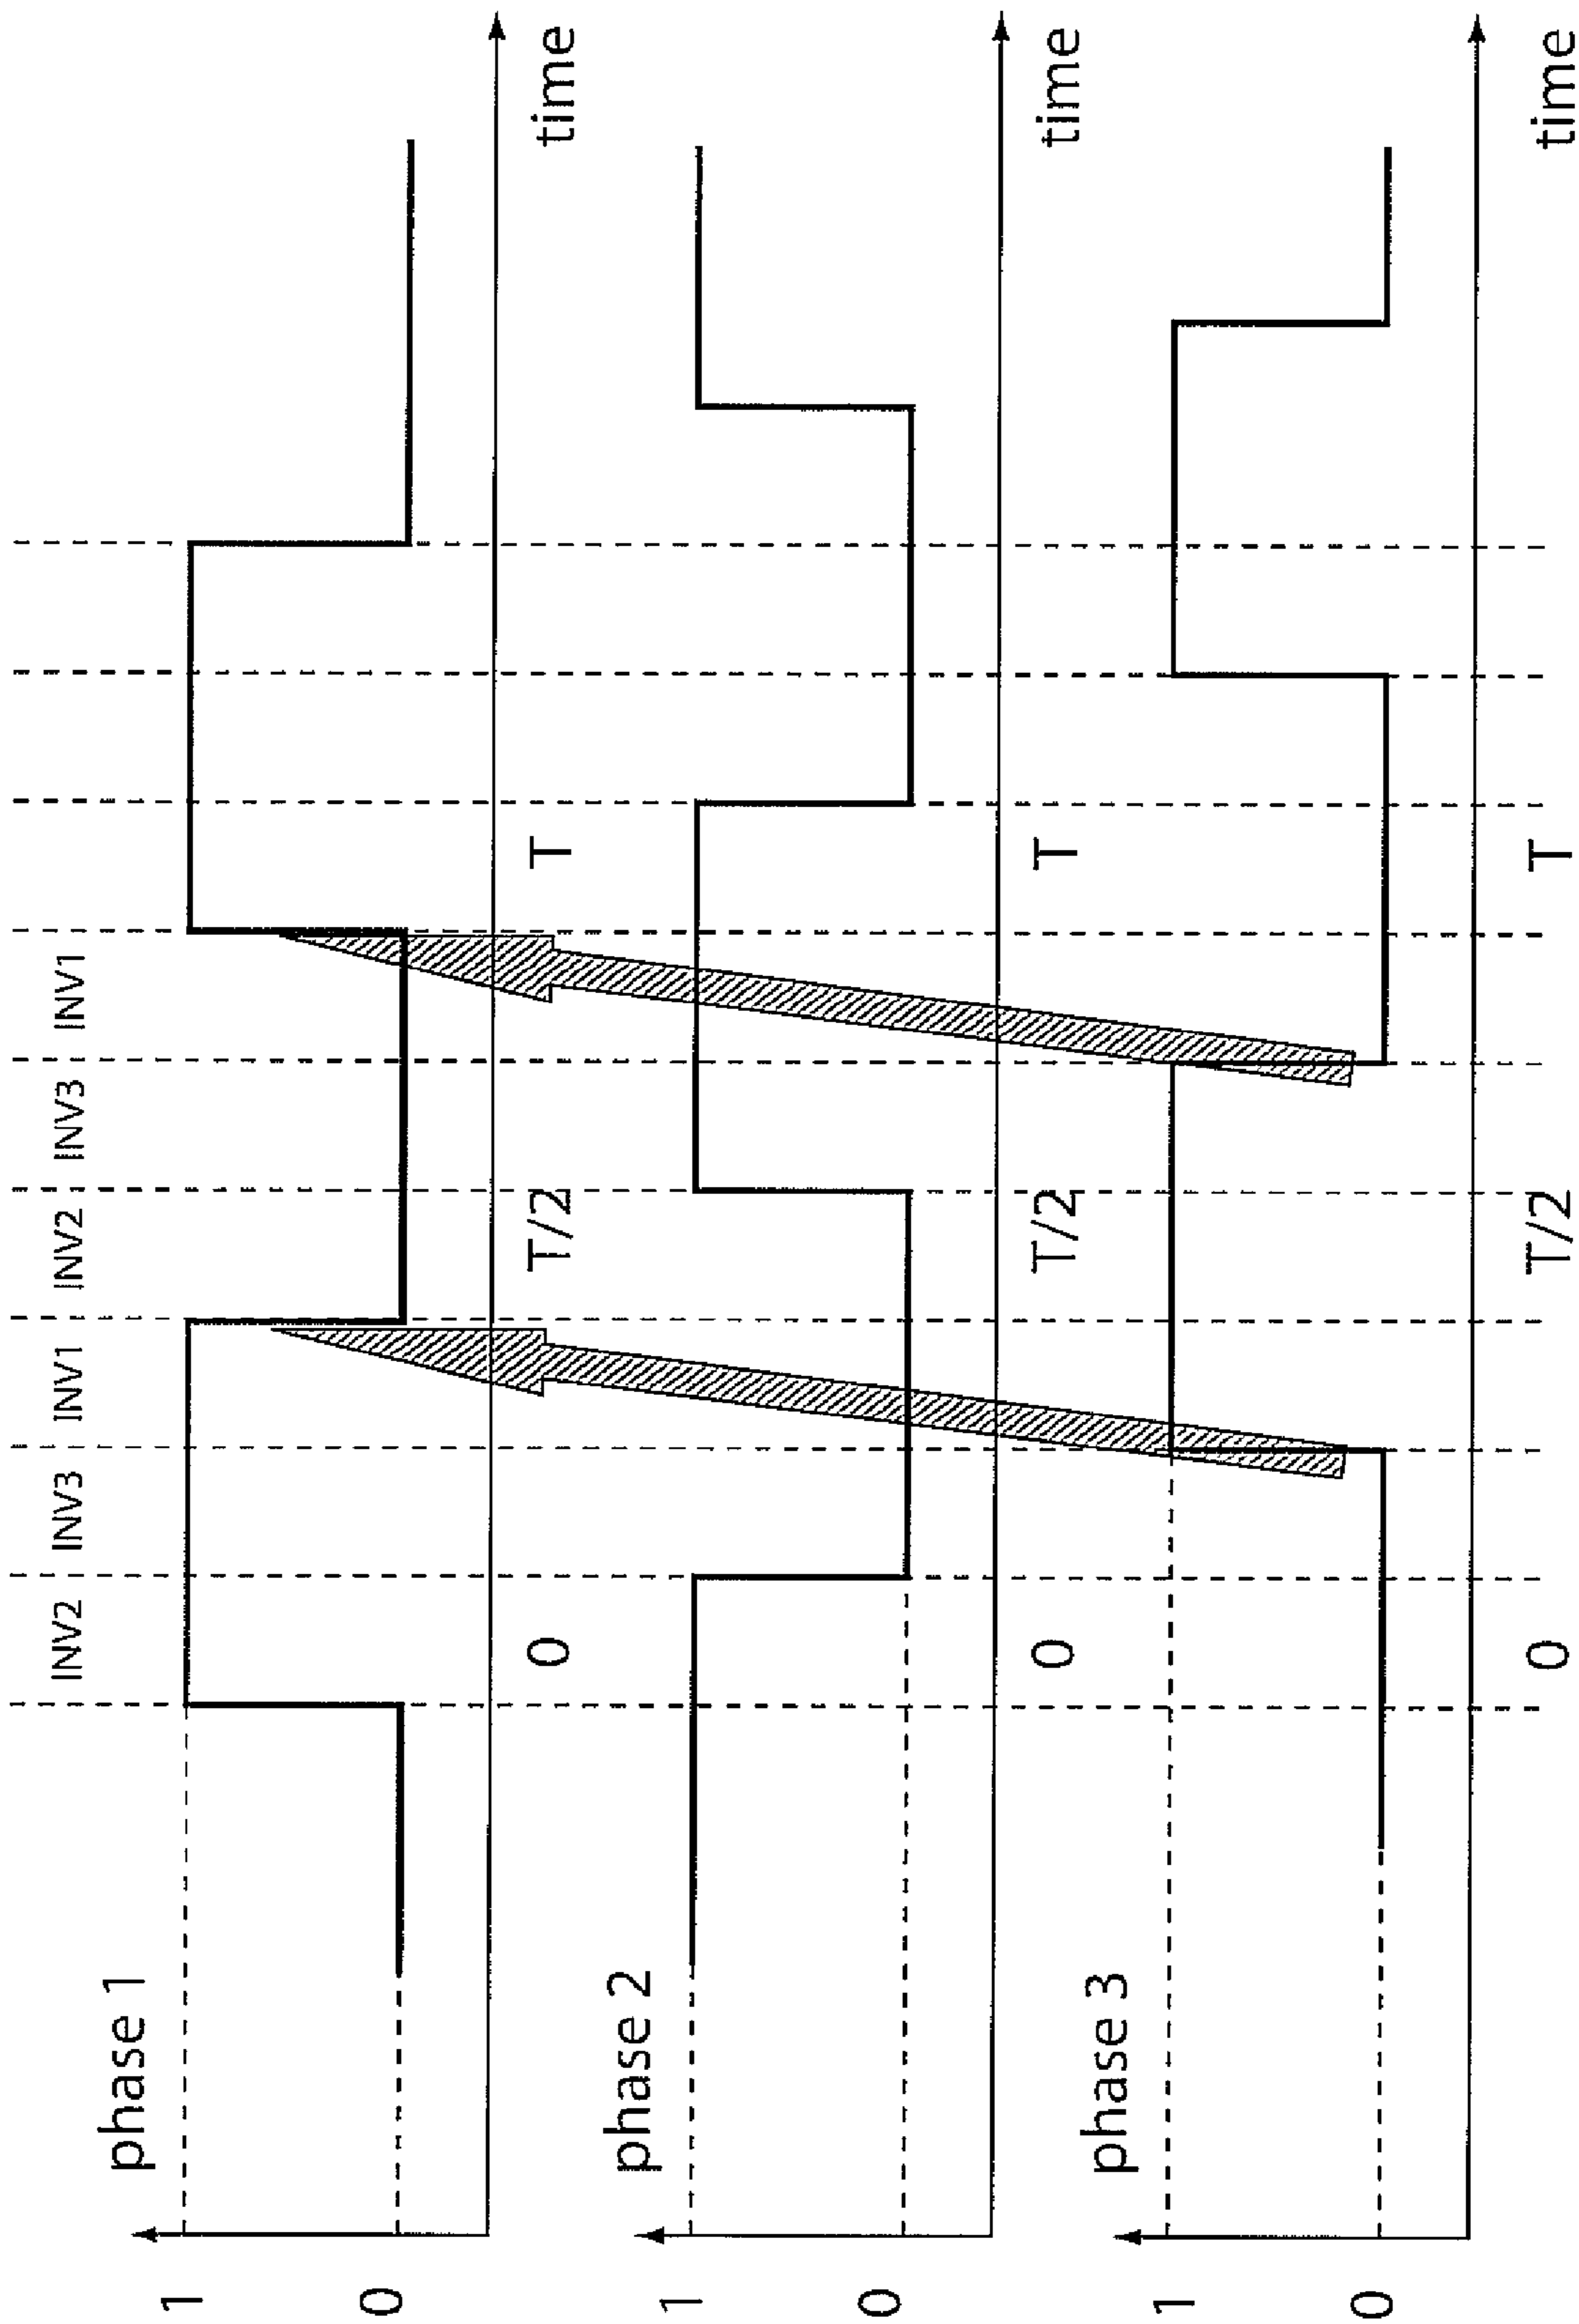 INV2 INV3 INV1 INV2 INV3 INV1
phase 1
1
0
0 T/2 T time
phase 2
1
0
0 T/2 T time
phase 3
1
0
0 T/2 T time